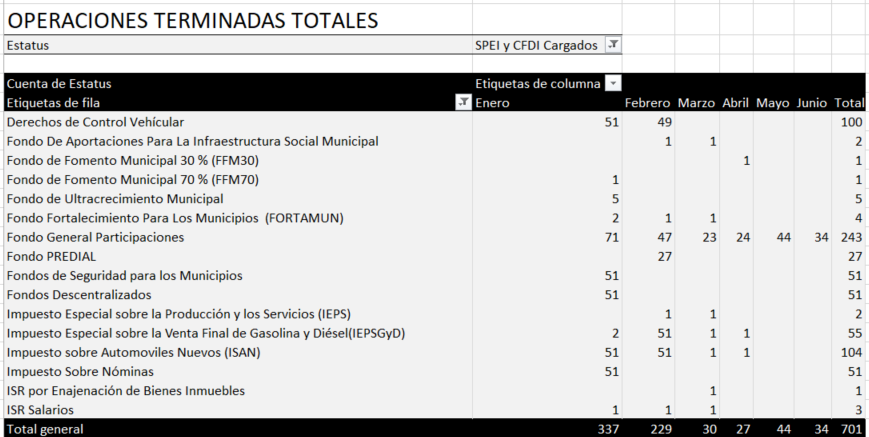 OPERACIONES TERMINADAS TOTALES
Estatus SPEI y CFDI Cargados
Cuenta de Estatus Etiquetas de columna
Etiquetas de fila Enero Febrero Marzo Abril Mayo Junio Total
Derechos de Control Vehícular 51 49 100
Fondo De Aportaciones Para La Infraestructura Social Municipal 1 1 2
Fondo de Fomento Municipal 30 % (FFM30) 1 1
Fondo de Fomento Municipal 70 % (FFM70) 1 1
Fondo de Ultracrecimiento Municipal 5 5
Fondo Fortalecimiento Para Los Municipios (FORTAMUN) 2 1 1 4
Fondo General Participaciones 71 47 23 24 44 34 243
Fondo PREDIAL 27 27
Fondos de Seguridad para los Municipios 51 51
Fondos Descentralizados 51 51
Impuesto Especial sobre la Producción y los Servicios (IEPS) 1 1 2
Impuesto Especial sobre la Venta Final de Gasolina y Diésel(IEPSGyD) 2 51 1 1 55
Impuesto sobre Automoviles Nuevos (ISAN) 51 51 1 1 104
Impuesto Sobre Nóminas 51 51
ISR por Enajenación de Bienes Inmuebles 1 1
ISR Salarios 1 1 1 3
Total general 337 229 30 27 44 34 701